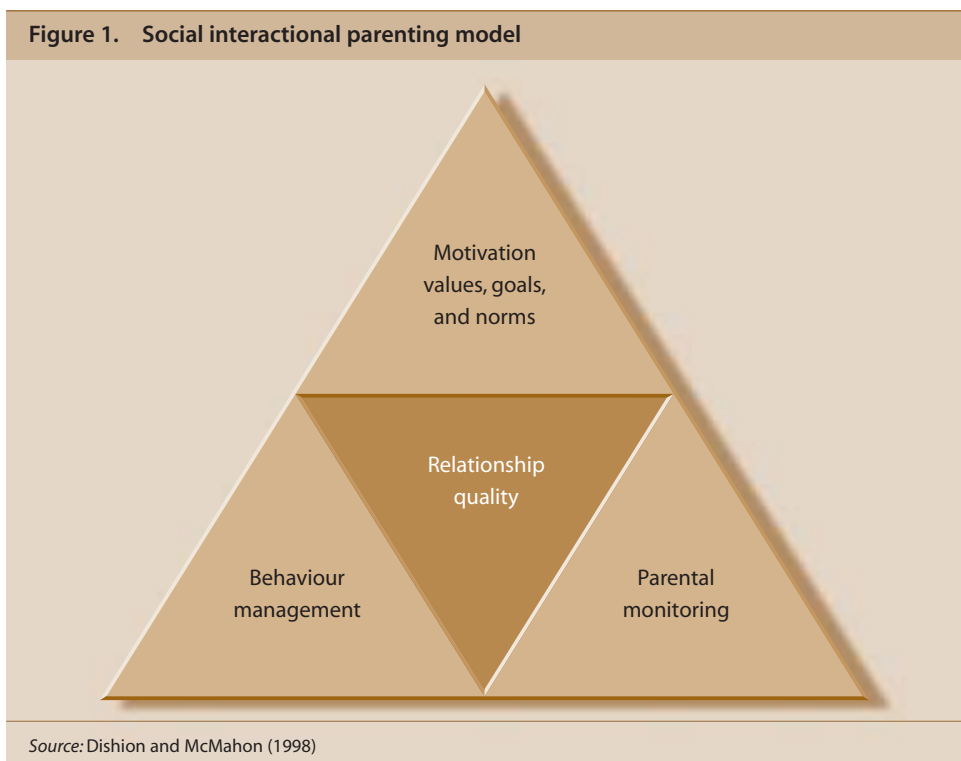 Figure 1. Social interactional parenting model
Motivation
values, goals,
and norms
Relationship
quality
Behaviour
management
Parental
monitoring
Source: Dishion and McMahon (1998)